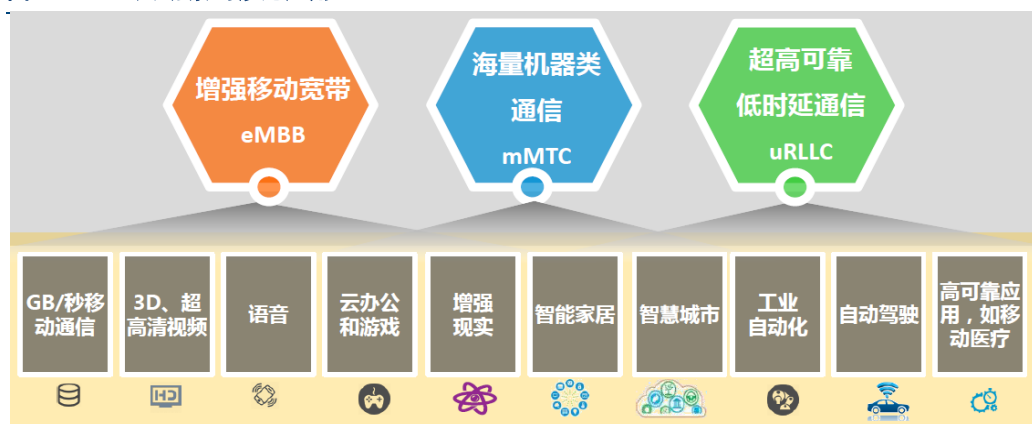 增强移动宽带
eMBB
海量机器类
通信
mMTC
超高可靠
低时延通信
uRLLC
GB/秒移
动通信
3D、超
高清视频
语音
云办公
和游戏
增强
现实
智能家居
智慧城市
工业
自动化
自动驾驶
高可靠应
用，如移
动医疗
HD